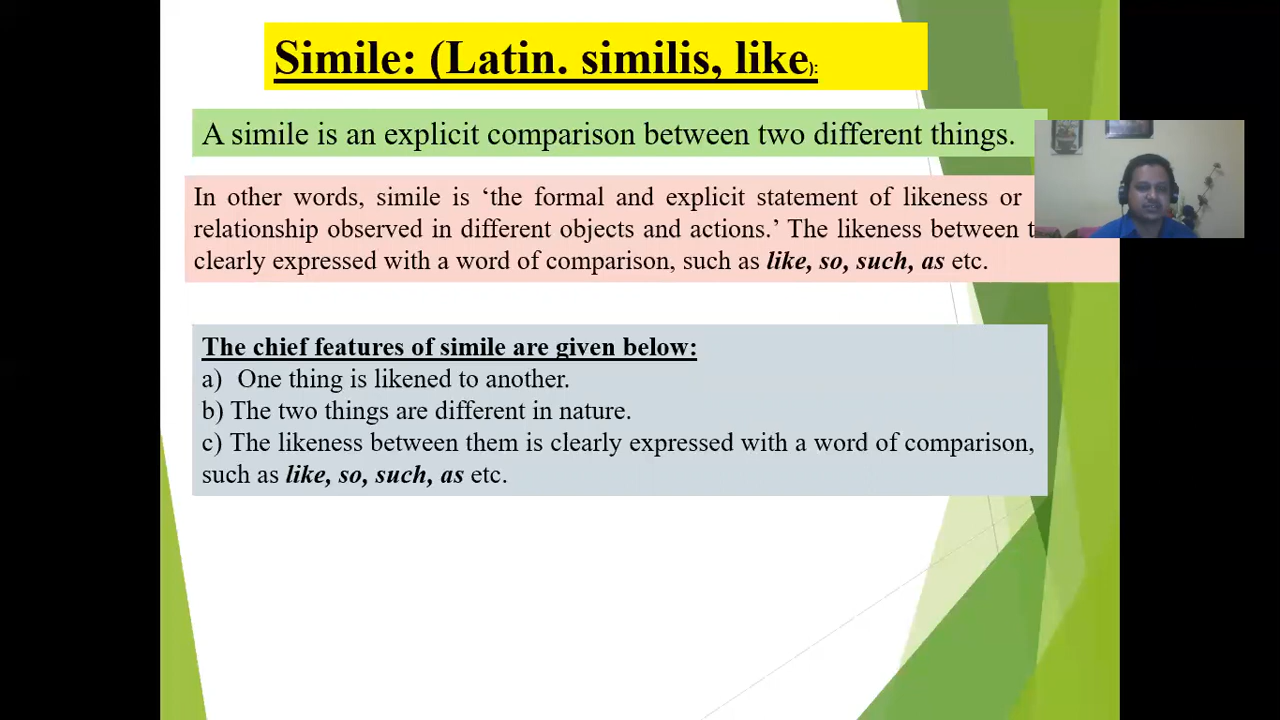 Simile: (Latin. similis, like):
A simile is an explicit comparison between two different things.
In other words, simile is ‘the formal and explicit statement of likeness or
relationship observed in different objects and actions.’ The likeness between
clearly expressed with a word of comparison, such as like, so, such, as etc.
The chief features of simile are given below:
a) One thing is likened to another.
b) The two things are different in nature.
c) The likeness between them is clearly expressed with a word of comparison,
such as like, so, such, as etc.